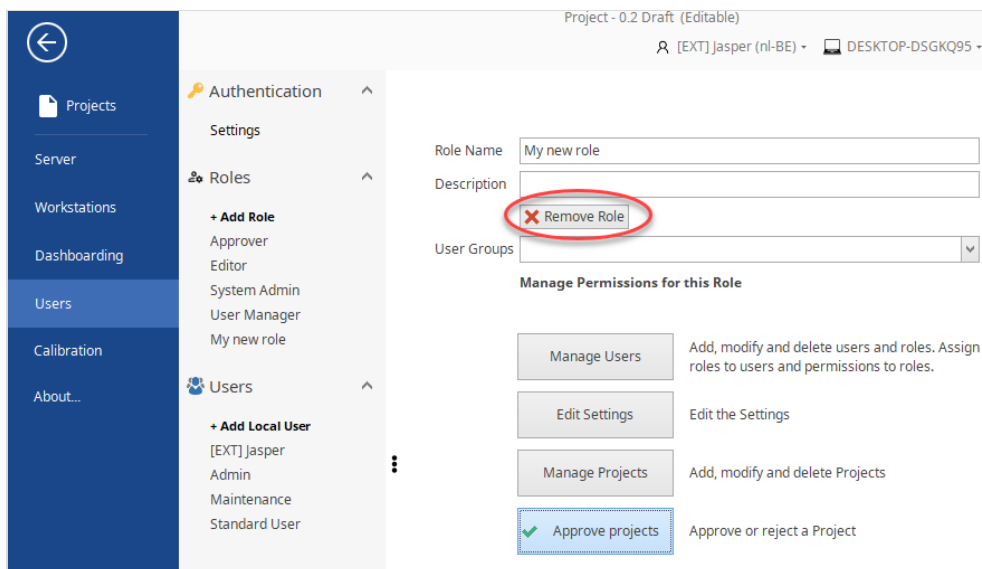 Project - 0.2 Draft (Editable)
[EXT] Jasper (nl-BE)
DESKTOP-DSGKQ95
Projects
Server
Workstations
Dashboarding
Users
Calibration
About...
Authentication
Settings
Roles
+ Add Role
Approver
Editor
System Admin
User Manager
My new role
Users
+ Add Local User
[EXT] Jasper
Admin
Maintenance
Standard User
Role Name My new role
Description
Remove Role
User Groups
Manage Permissions for this Role
Manage Users
Add, modify and delete users and roles. Assign
roles to users and permissions to roles.
Edit Settings
Edit the Settings
Manage Projects
Add, modify and delete Projects
Approve projects
Approve or reject a Project